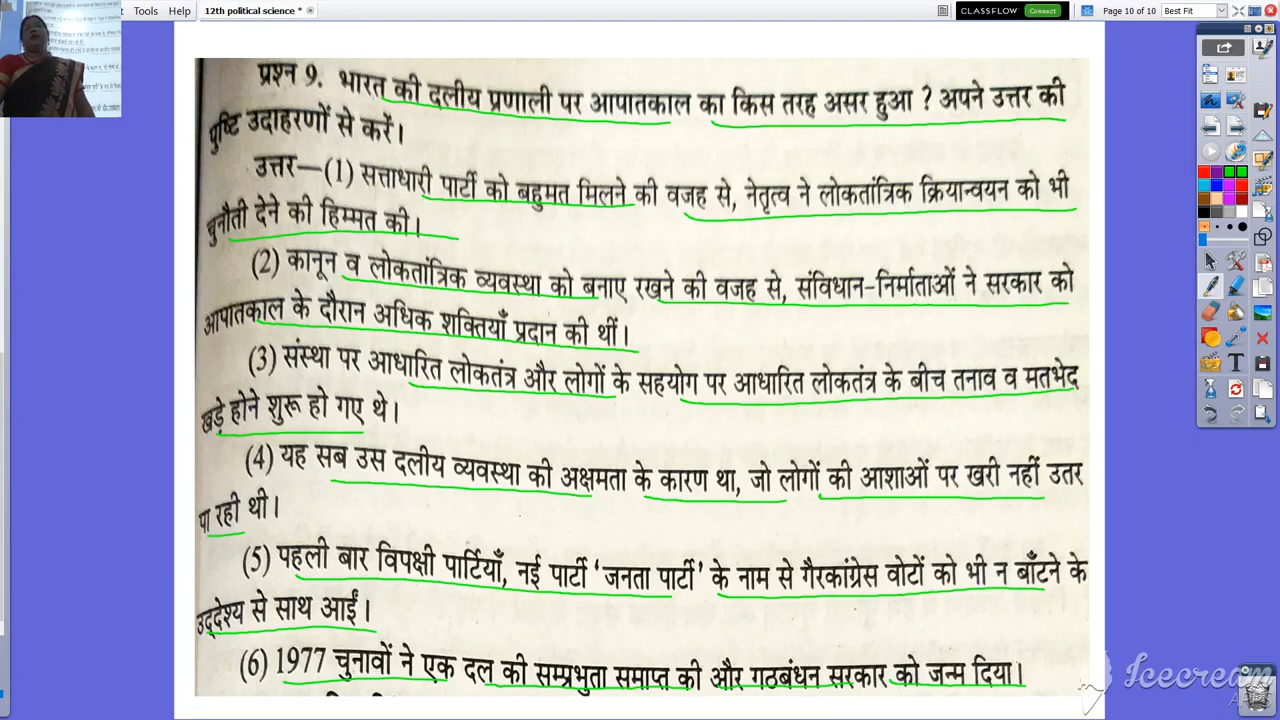 t Tools Help
12th political science *
CLASSFLOW Connect
Page 10 of 10
Best Fit
प्रश्न 9. भारत की दलीय प्रणाली पर आपातकाल का किस तरह असर हुआ ? अपने उत्तर की
पुष्टि उदाहरणों से करें।
उत्तर—(1) सत्ताधारी पार्टी को बहुमत मिलने की वजह से, नेतृत्व ने लोकतांत्रिक क्रियान्वयन को भी
चुनौती देने की हिम्मत की।
(2) कानून व लोकतांत्रिक व्यवस्था को बनाए रखने की वजह से, संविधान-निर्माताओं ने सरकार को
आपातकाल के दौरान अधिक शक्तियाँ प्रदान की थीं।
(3) संस्था पर आधारित लोकतंत्र और लोगों के सहयोग पर आधारित लोकतंत्र के बीच तनाव व मतभेद
खड़े होने शुरू हो गए थे।
(4) यह सब उस दलीय व्यवस्था की अक्षमता के कारण था, जो लोगों की आशाओं पर खरी नहीं उतर
पा रही थी।
(5) पहली बार विपक्षी पार्टियाँ, नई पार्टी ‘जनता पार्टी’ के नाम से गैरकांग्रेस वोटों को भी न बाँटने के
उद्देश्य से साथ आईं।
(6) 1977 चुनावों ने एक दल की सम्प्रभुता समाप्त की और गठबंधन सरकार को जन्म दिया।
Icecream
APPS